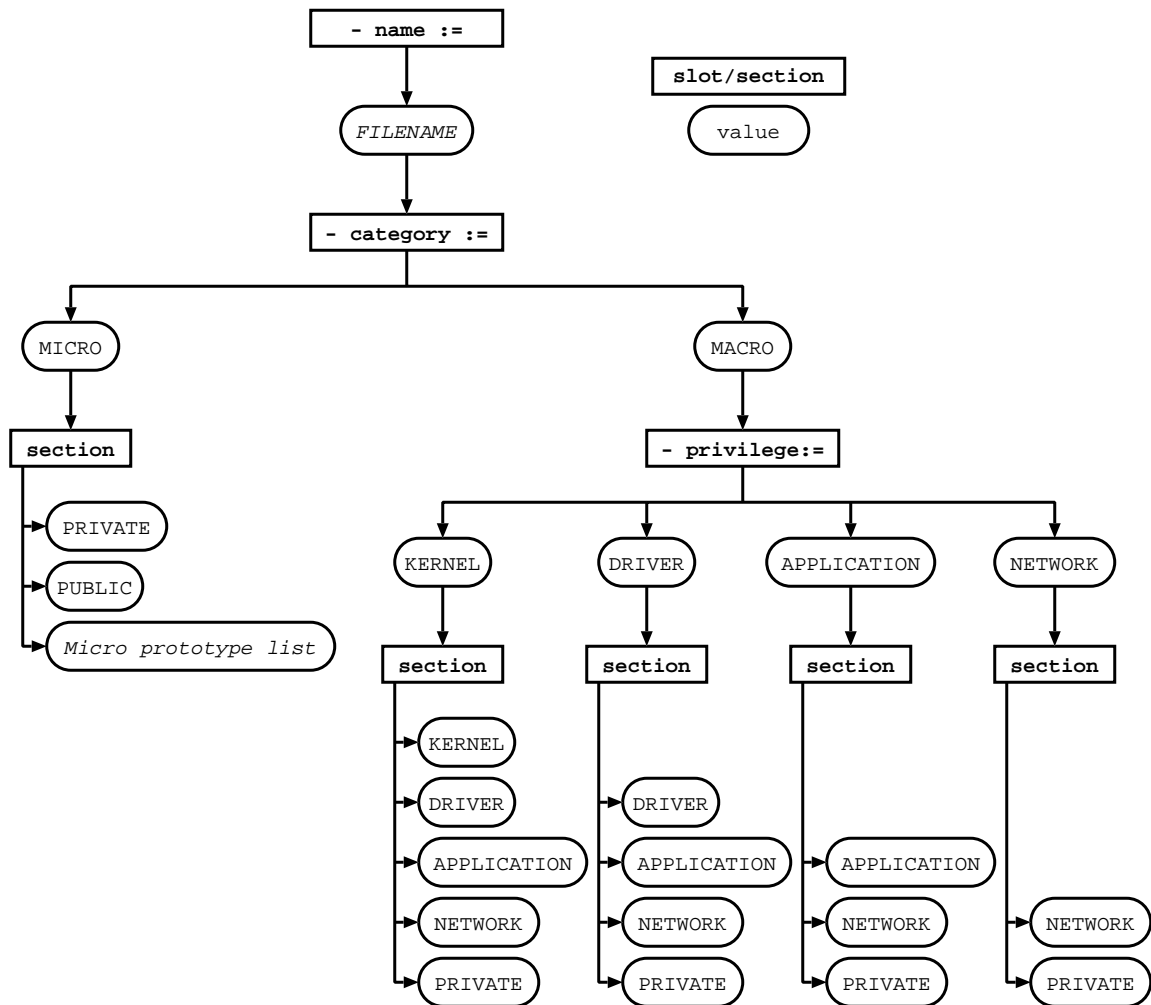 - name :=
slot/section
FILENAME
value
- category :=
MICRO
MACRO
section
- privilege:=
PRIVATE
KERNEL
DRIVER
APPLICATION
NETWORK
PUBLIC
Micro prototype list
section
section
section
section
KERNEL
DRIVER
DRIVER
APPLICATION
APPLICATION
APPLICATION
NETWORK
NETWORK
NETWORK
NETWORK
PRIVATE
PRIVATE
PRIVATE
PRIVATE